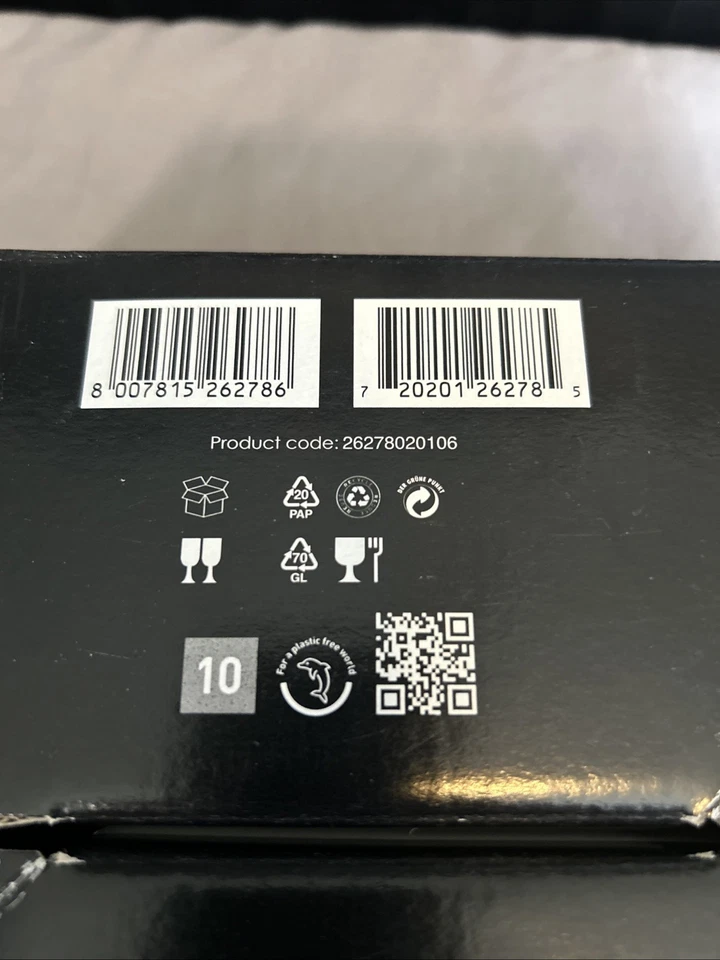 8 007815 262786
7 20201 26278 5
Product code: 26278020106
20
PAP
DER GRÜNE PUNKT
70
GL
10
For a plastic free world